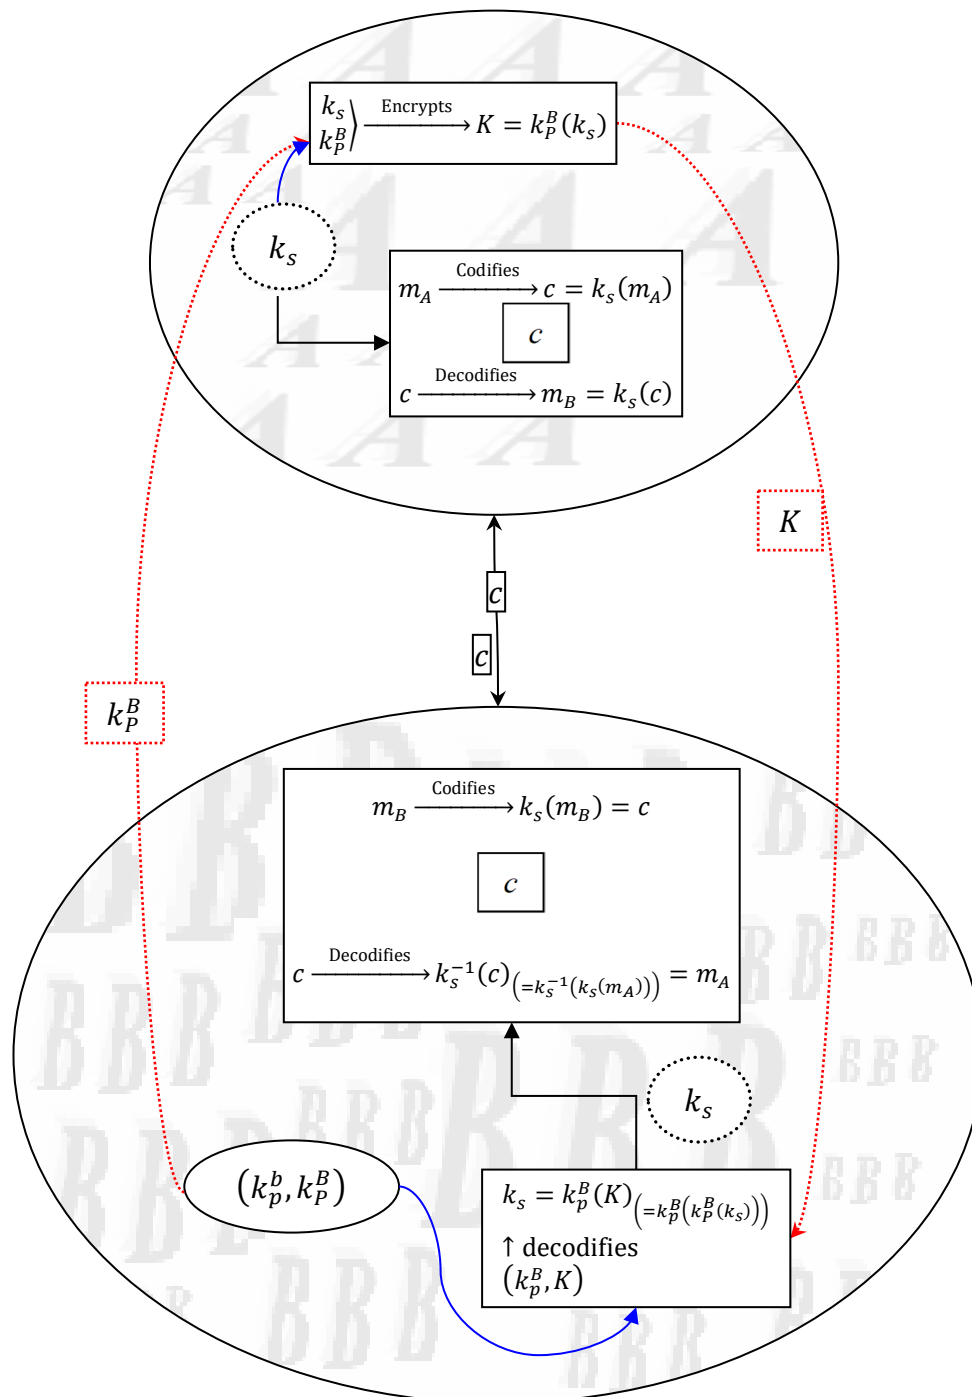 k_s
k_P^B ⟩ Encrypts K = k_P^B(k_s)
k_s
m_A Codifies c = k_s(m_A)
c
c Decodifies m_B = k_s(c)
K
c
c
k_P^B
m_B Codifies k_s(m_B) = c
c
c Decodifies k_s^{-1}(c)_{(=k_s^{-1}(k_s(m_A)))} = m_A
k_s
(k_p^b, k_P^B)
k_s = k_p^B(K)_{(=k_p^B(k_P^B(k_s)))}
↑ decodifies
(k_p^B, K)